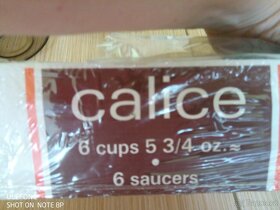 calice
6 cups 5 3/4 oz. ≈
•
6 saucers
SHOT ON NOTE 8P